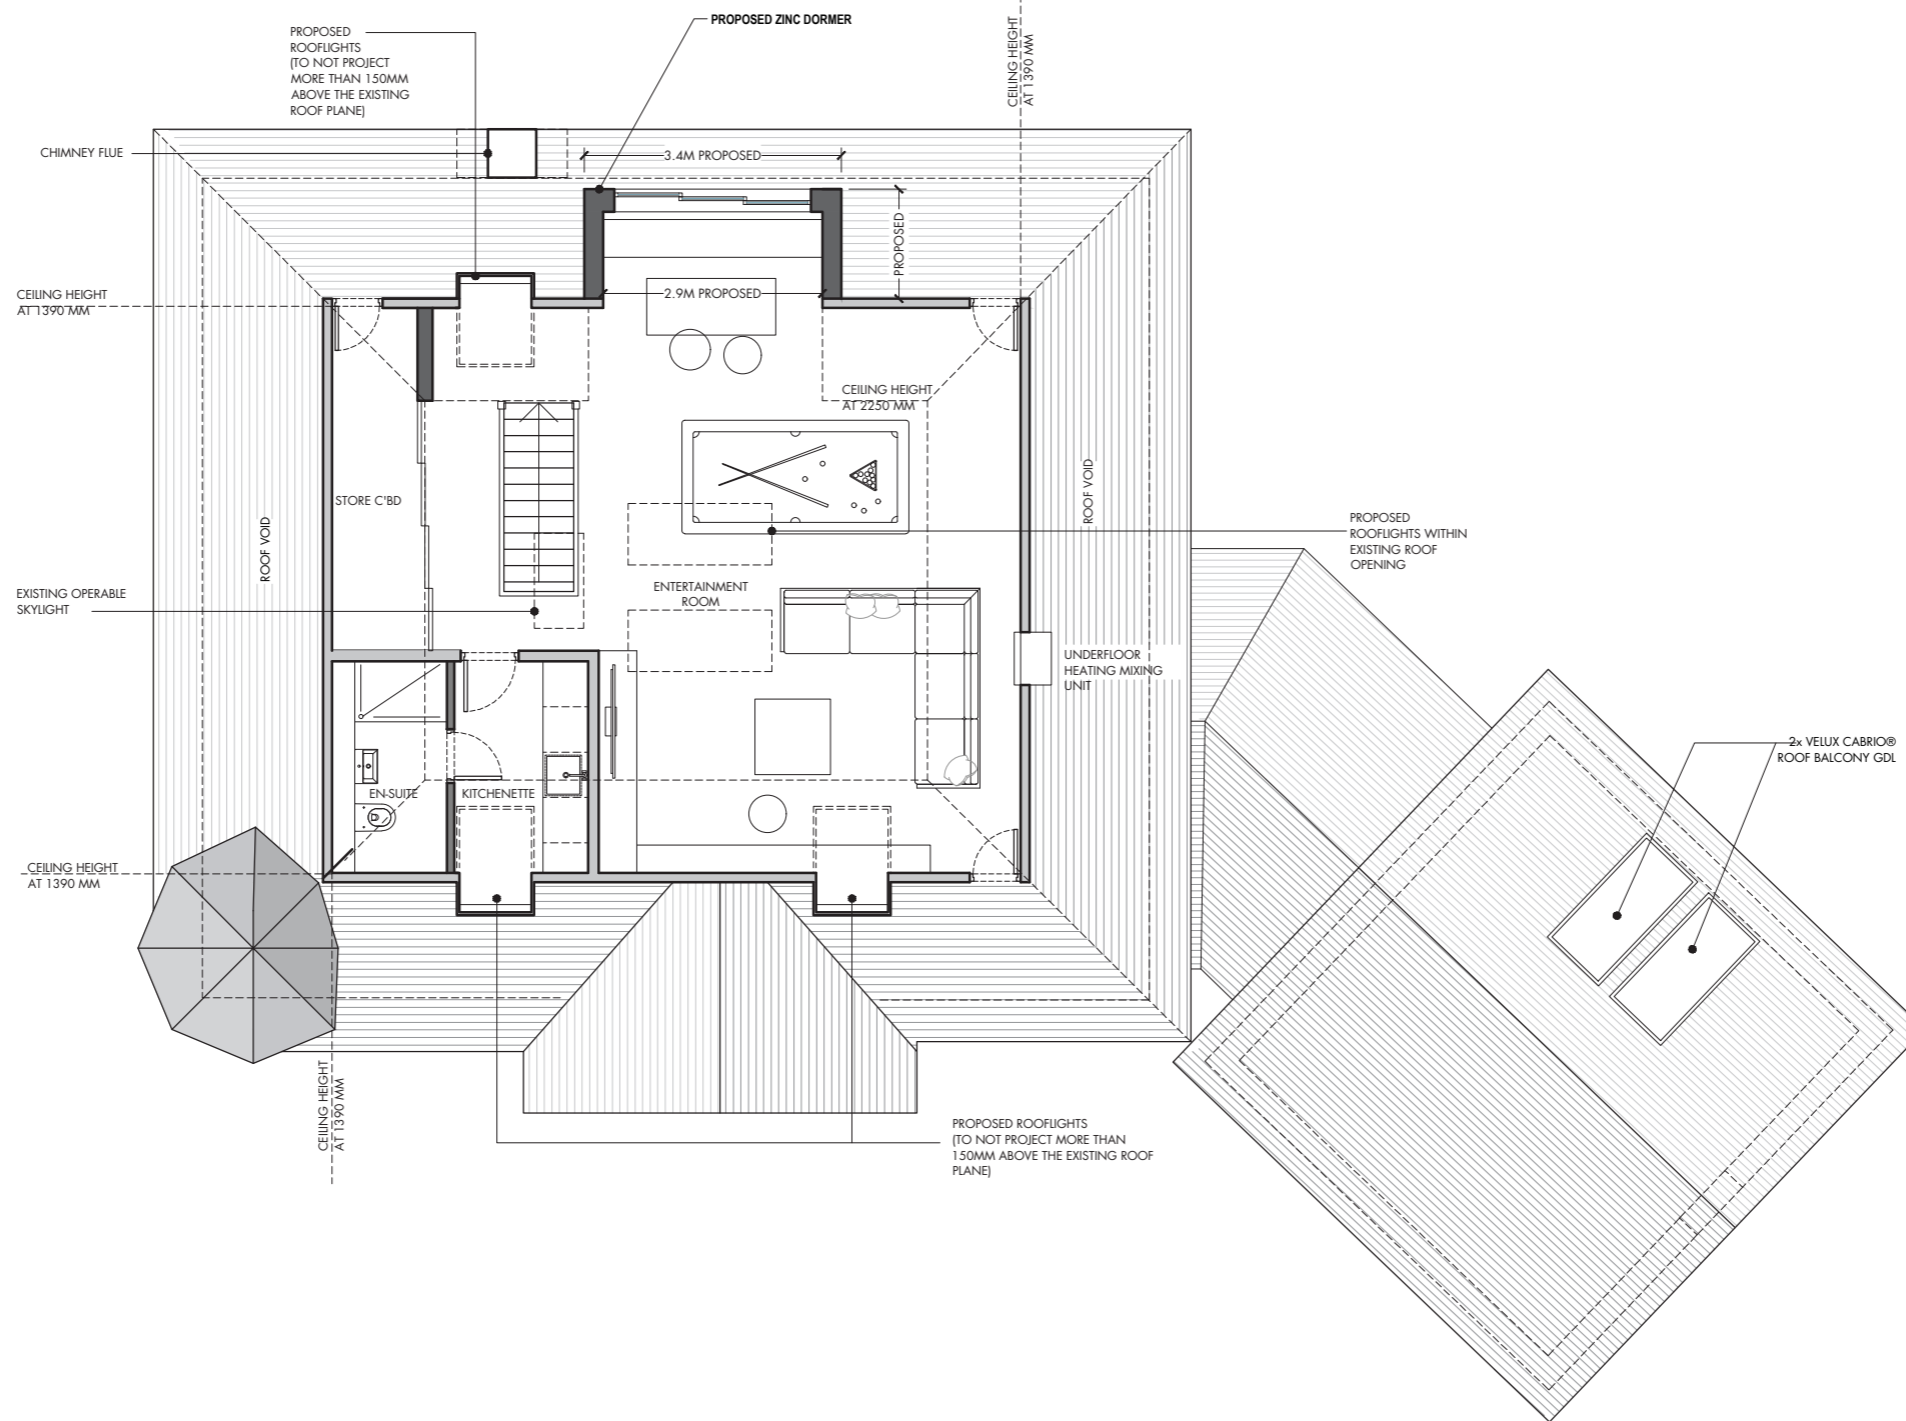 PROPOSED ZINC DORMER
PROPOSED
ROOFLIGHTS
(TO NOT PROJECT
MORE THAN 150MM
ABOVE THE EXISTING
ROOF PLANE)
CEILING HEIGHT
AT 1390 MM
CHIMNEY FLUE
3.4M PROPOSED
PROPOSED
CEILING HEIGHT
AT 1390 MM
2.9M PROPOSED
CEILING HEIGHT
AT 2250 MM
STORE C'BD
ROOF VOID
ROOF VOID
PROPOSED
ROOFLIGHTS WITHIN
EXISTING ROOF
OPENING
EXISTING OPERABLE
SKYLIGHT
ENTERTAINMENT
ROOM
UNDERFLOOR
HEATING MIXING
UNIT
2x VELUX CABRIO®
ROOF BALCONY GDL
EN-SUITE
KITCHENETTE
CEILING HEIGHT
AT 1390 MM
CEILING HEIGHT
AT 1390 MM
PROPOSED ROOFLIGHTS
(TO NOT PROJECT MORE THAN
150MM ABOVE THE EXISTING ROOF
PLANE)